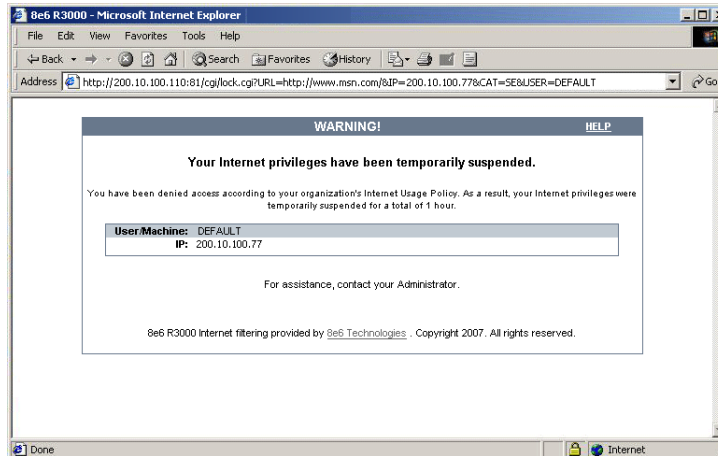 8e6 R3000 - Microsoft Internet Explorer
File Edit View Favorites Tools Help
Back Search Favorites History
Address http://200.10.100.110:81/cgi/lock.cgi?URL=http://www.msn.com/&IP=200.10.100.77&CAT=SE&USER=DEFAULT Go
WARNING! HELP
Your Internet privileges have been temporarily suspended.
You have been denied access according to your organization's Internet Usage Policy. As a result, your Internet privileges were
temporarily suspended for a total of 1 hour.
User/Machine: DEFAULT
IP: 200.10.100.77
For assistance, contact your Administrator.
8e6 R3000 Internet filtering provided by 8e6 Technologies . Copyright 2007. All rights reserved.
Done Internet